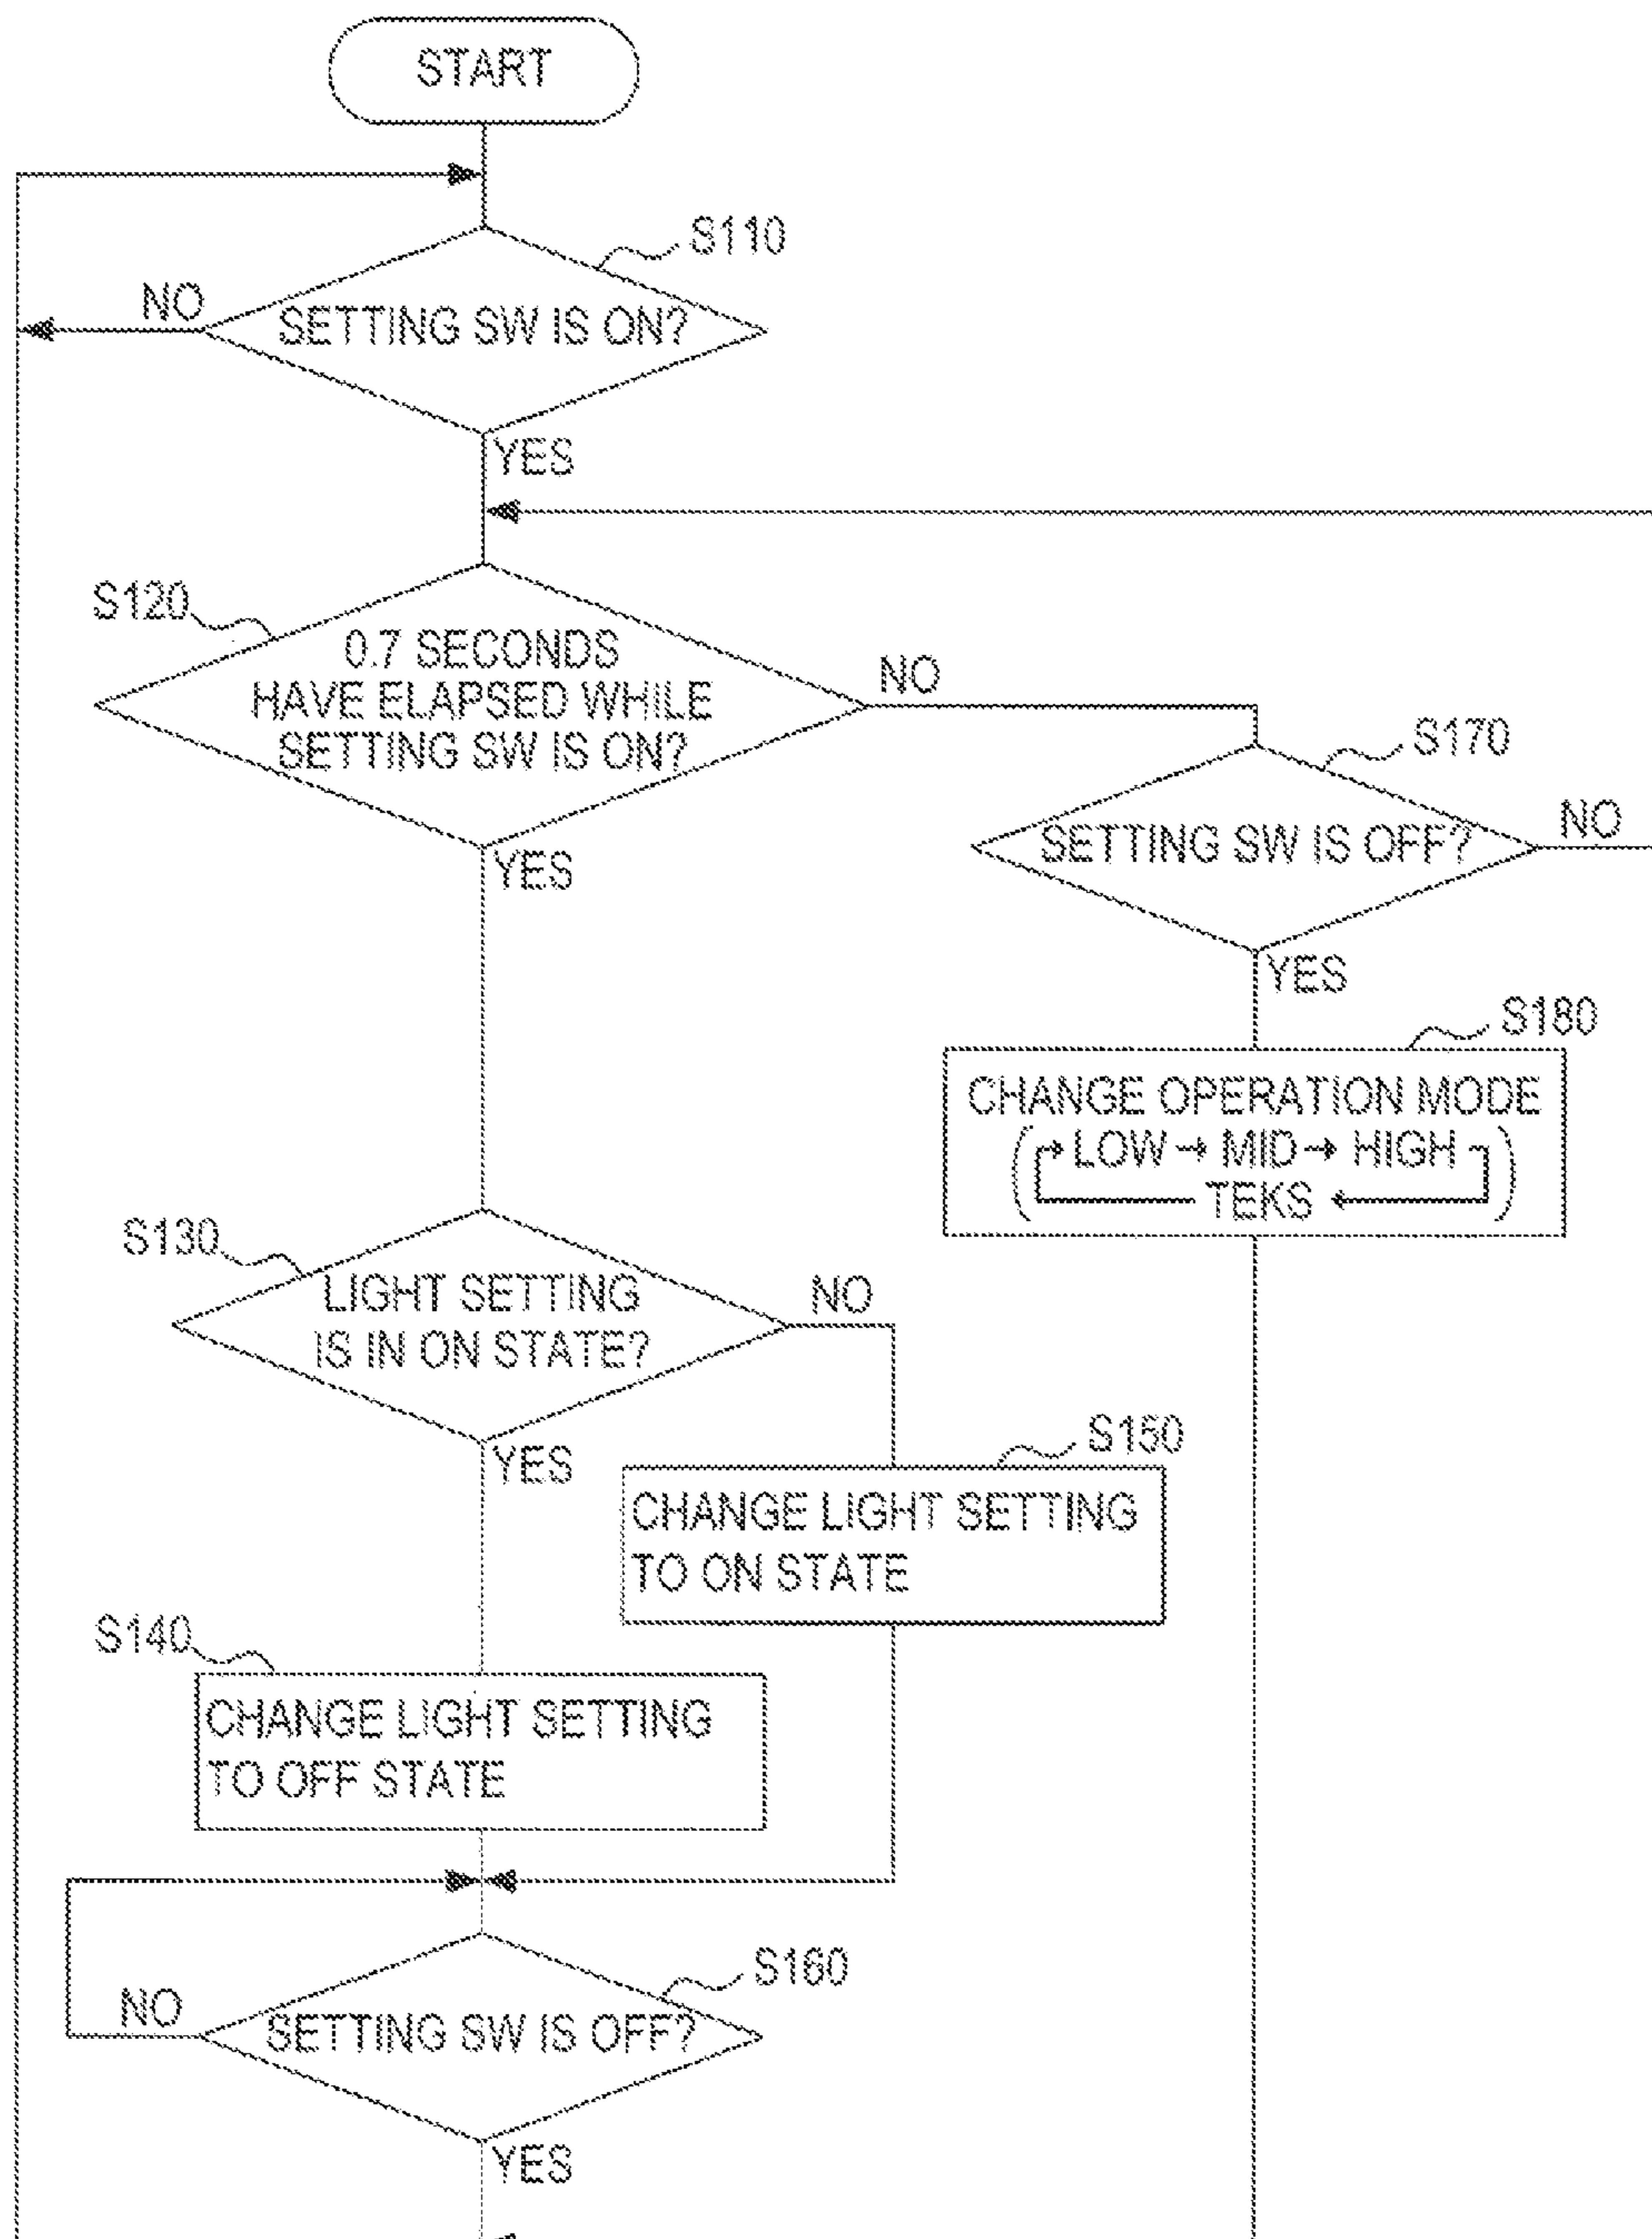 START
S110
NO
SETTING SW IS ON?
YES
S120
0.7 SECONDS
HAVE ELAPSED WHILE
SETTING SW IS ON?
NO
YES
S170
SETTING SW IS OFF?
NO
YES
S180
CHANGE OPERATION MODE
(→ LOW → MID → HIGH
TEKS ←)
S130
LIGHT SETTING
IS IN ON STATE?
NO
YES
S150
CHANGE LIGHT SETTING
TO ON STATE
S140
CHANGE LIGHT SETTING
TO OFF STATE
S160
NO
SETTING SW IS OFF?
YES